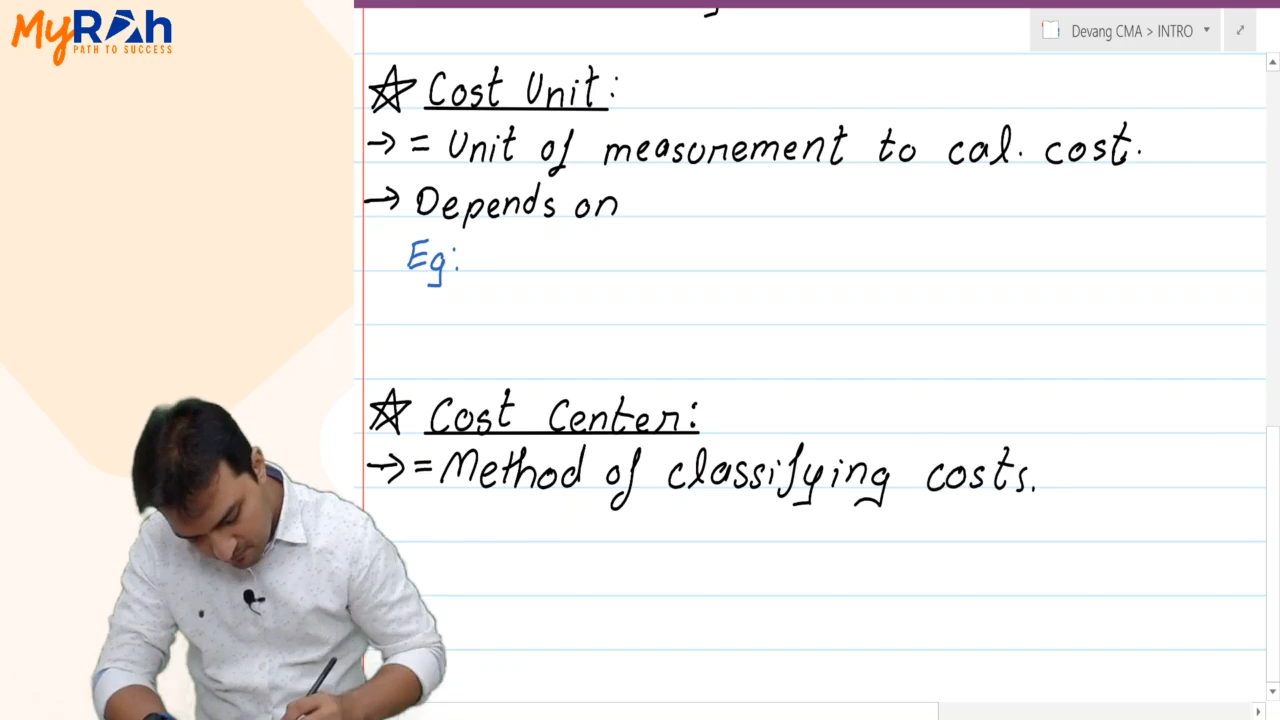 MyRAh
PATH TO SUCCESS
Devang CMA > INTRO
☆ Cost Unit:
→ = Unit of measurement to cal. cost.
→ Depends on
Eg:
☆ Cost Center:
→ = Method of classifying costs.